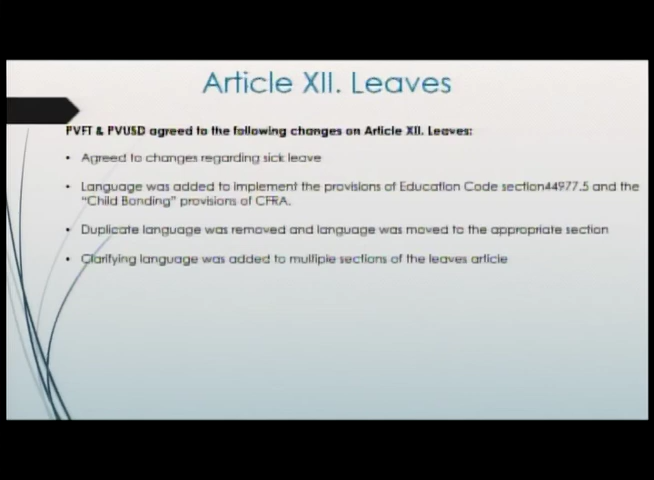 Article XII. Leaves
PVFT & PVUSD agreed to the following changes on Article XII. Leaves:
• Agreed to changes regarding sick leave
• Language was added to implement the provisions of Education Code section44977.5 and the
"Child Bonding" provisions of CFRA.
• Duplicate language was removed and language was moved to the appropriate section
• Clarifying language was added to multiple sections of the leaves article